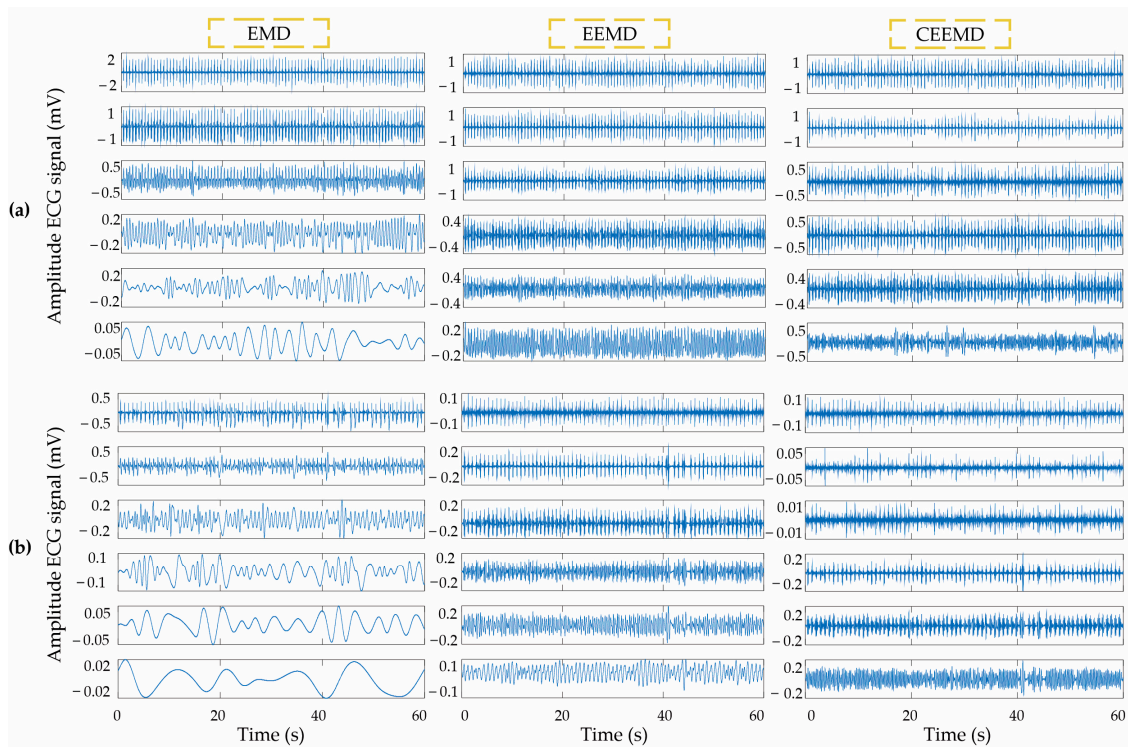 EMD EEMD CEEMD
2 1 1
−2 −1 −1
1 1 1
−1 −1 −1
0.5 1 0.5
−0.5 1 −0.5
0.2 0.4 0.5
−0.2 −0.4 −0.5
0.2 0.4 0.4
−0.2 −0.4 −0.4
0.05 0.2 0.5
−0.05 −0.2 −0.5
(a)
Amplitude ECG signal (mV)
0.5 0.1 0.1
−0.5 −0.1 −0.1
0.5 0.2 0.05
−0.5 −0.2 −0.05
0.2 0.2 0.01
−0.2 −0.2 −0.01
0.1 0.2 0.2
−0.1 −0.2 −0.2
0.05 0.2 0.2
−0.05 −0.2 −0.2
0.02 0.1 0.2
−0.02 0.1 −0.2
(b)
Amplitude ECG signal (mV)
0 20 40 60 0 20 40 60 0 20 40 60
Time (s) Time (s) Time (s)